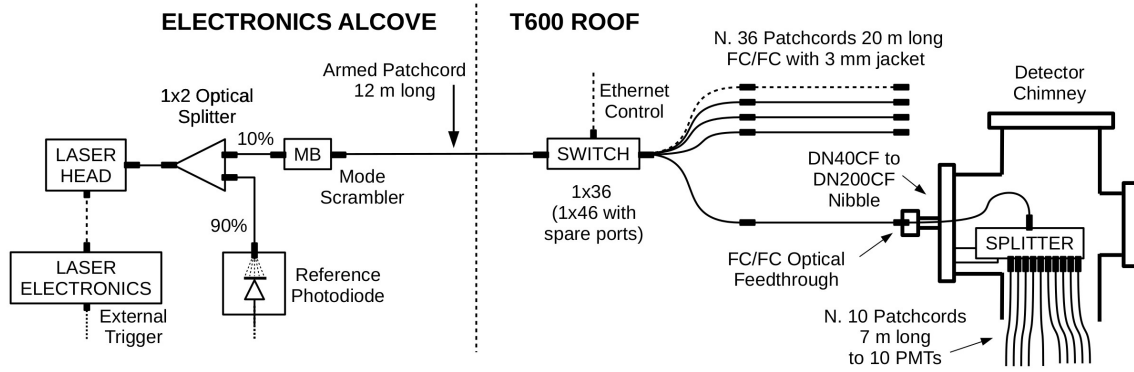 ELECTRONICS ALCOVE
T600 ROOF
N. 36 Patchcords 20 m long
FC/FC with 3 mm jacket
Armed Patchcord
12 m long
1x2 Optical
Splitter
Ethernet
Control
Detector
Chimney
10%
LASER
HEAD
MB
SWITCH
Mode
Scrambler
1x36
(1x46 with
spare ports)
DN40CF to
DN200CF
Nibble
90%
SPLITTER
LASER
ELECTRONICS
Reference
Photodiode
FC/FC Optical
Feedthrough
External
Trigger
N. 10 Patchcords
7 m long
to 10 PMTs